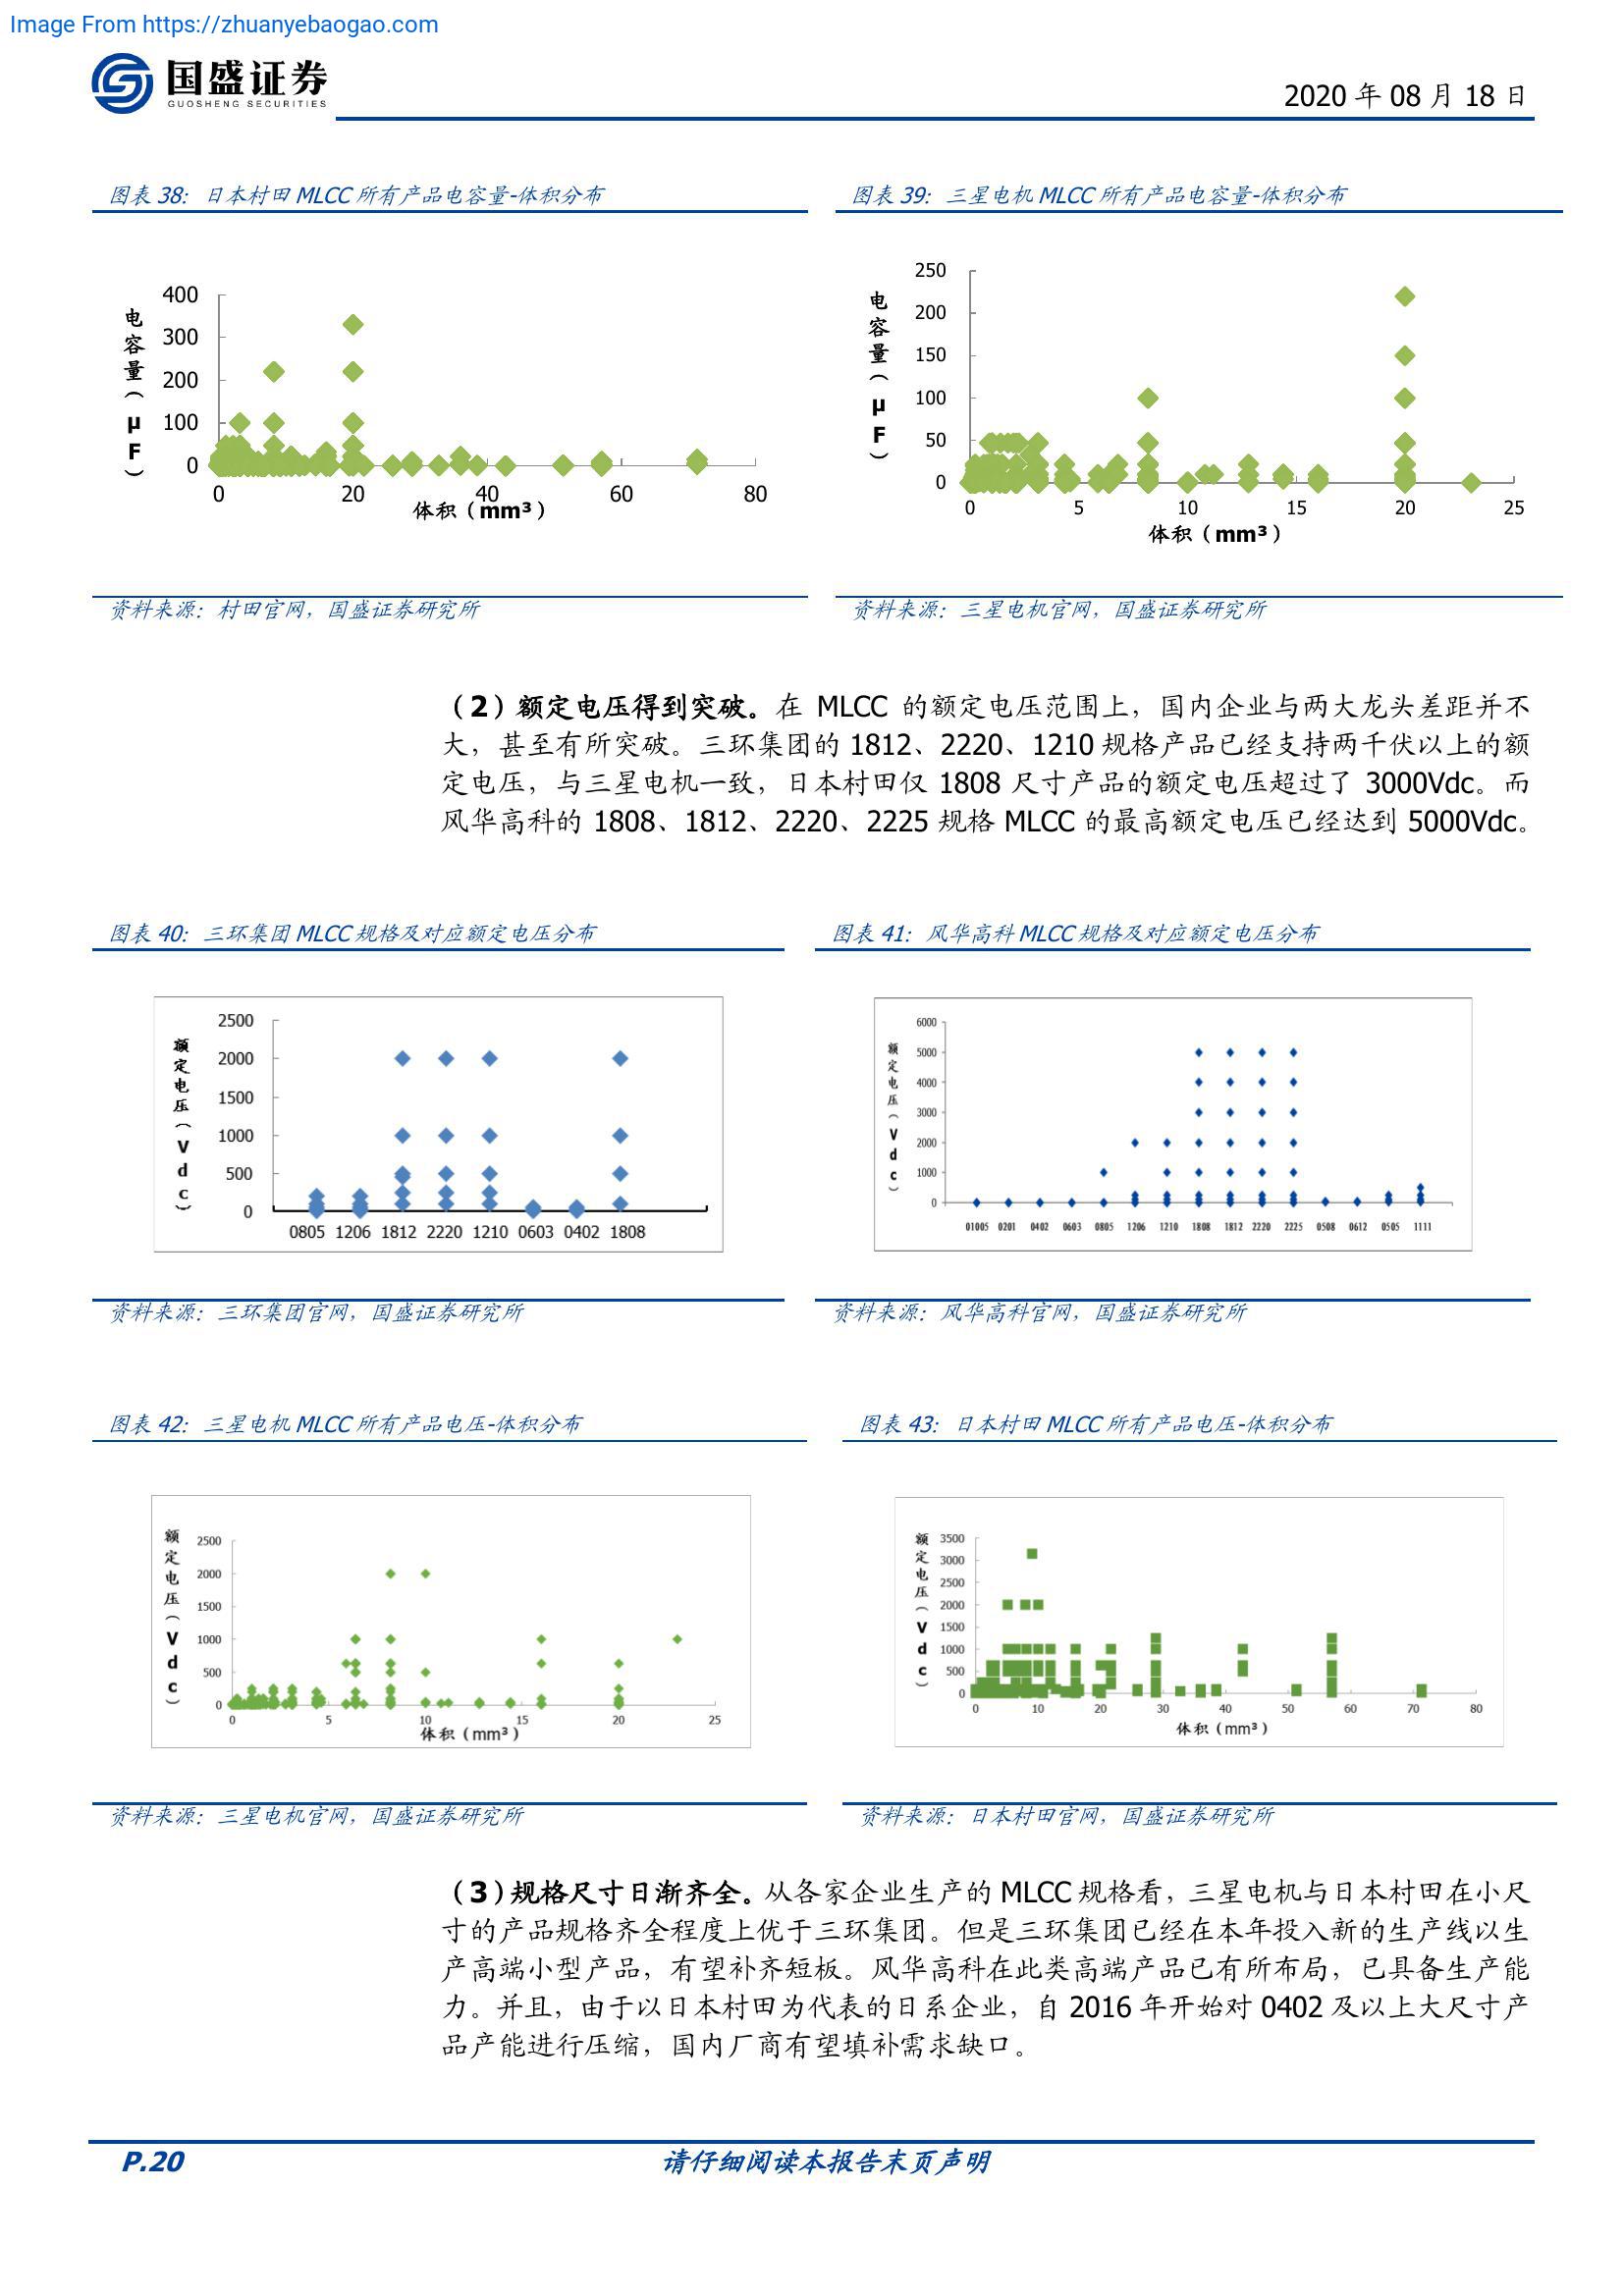 Image From https://zhuanyebaogao.com
国盛证券
GUOSHENG SECURITIES
2020 年 08 月 18 日
图表 38：日本村田 MLCC 所有产品电容量-体积分布
图表 39：三星电机 MLCC 所有产品电容量-体积分布
电容量（μF）
400
300
200
100
0
0 20 40 60 80
体积（mm³）
电容量（μF）
250
200
150
100
50
0
0 5 10 15 20 25
体积（mm³）
资料来源：村田官网，国盛证券研究所
资料来源：三星电机官网，国盛证券研究所
（2）额定电压得到突破。在 MLCC 的额定电压范围上，国内企业与两大龙头差距并不
大，甚至有所突破。三环集团的 1812、2220、1210 规格产品已经支持两千伏以上的额
定电压，与三星电机一致，日本村田仅 1808 尺寸产品的额定电压超过了 3000Vdc。而
风华高科的 1808、1812、2220、2225 规格 MLCC 的最高额定电压已经达到 5000Vdc。
图表 40：三环集团 MLCC 规格及对应额定电压分布
图表 41：风华高科 MLCC 规格及对应额定电压分布
额定电压（Vdc）
2500
2000
1500
1000
500
0
0805 1206 1812 2220 1210 0603 0402 1808
额定电压（Vdc）
6000
5000
4000
3000
2000
1000
0
01005 0201 0402 0603 0805 1206 1210 1808 1812 2220 2225 0508 0612 0505 1111
资料来源：三环集团官网，国盛证券研究所
资料来源：风华高科官网，国盛证券研究所
图表 42：三星电机 MLCC 所有产品电压-体积分布
图表 43：日本村田 MLCC 所有产品电压-体积分布
额定电压（Vdc）
2500
2000
1500
1000
500
0
0 5 10 15 20 25
体积（mm³）
额定电压（Vdc）
3500
3000
2500
2000
1500
1000
500
0
0 10 20 30 40 50 60 70 80
体积（mm³）
资料来源：三星电机官网，国盛证券研究所
资料来源：日本村田官网，国盛证券研究所
（3）规格尺寸日渐齐全。从各家企业生产的 MLCC 规格看，三星电机与日本村田在小尺
寸的产品规格齐全程度上优于三环集团。但是三环集团已经在本年投入新的生产线以生
产高端小型产品，有望补齐短板。风华高科在此类高端产品已有所布局，已具备生产能
力。并且，由于以日本村田为代表的日系企业，自 2016 年开始对 0402 及以上大尺寸产
品产能进行压缩，国内厂商有望填补需求缺口。
P.20
请仔细阅读本报告末页声明